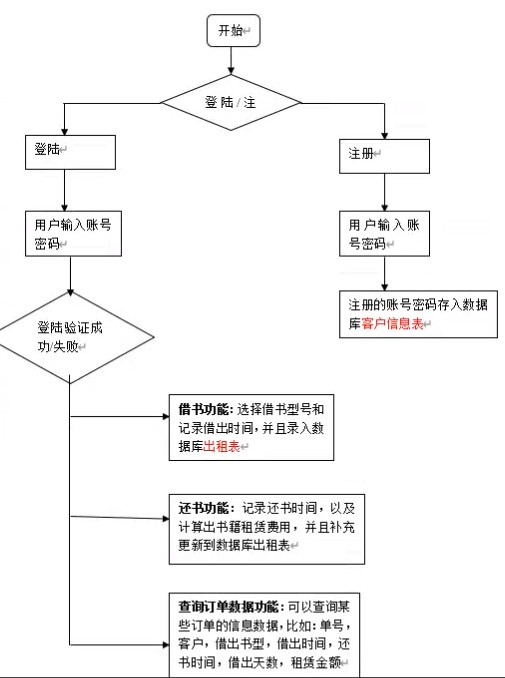 开始
登 陆 / 注
登陆
注册
用户输入账号
密码
用 户 输 入 账
号密码
登陆验证成
功/失败
注册的账号密码存入数据
库客户信息表
借书功能: 选择借书型号和
记录借出时间, 并且录入数
据库出租表
还书功能: 记录还书时间, 以及
计算出书籍租赁费用, 并且补充
更新到数据库出租表
查询订单数据功能: 可以查询某
些订单的信息数据, 比如: 单号,
客户, 借出书型, 借出时间, 还
书时间, 借出天数, 租赁金额